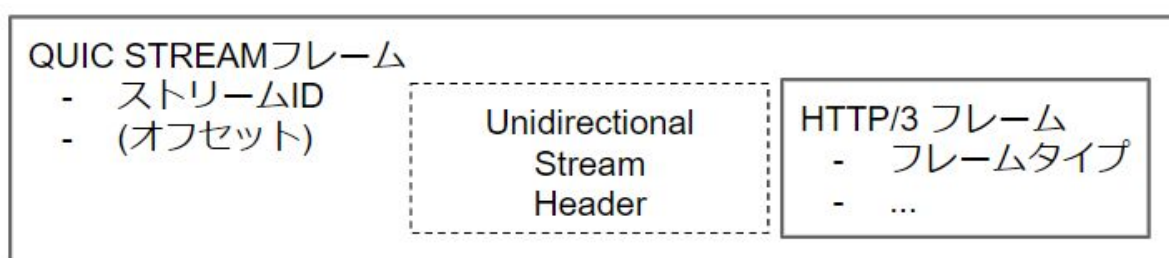 QUIC STREAMフレーム
- ストリームID
- (オフセット)
Unidirectional
Stream
Header
HTTP/3 フレーム
- フレームタイプ
- ...